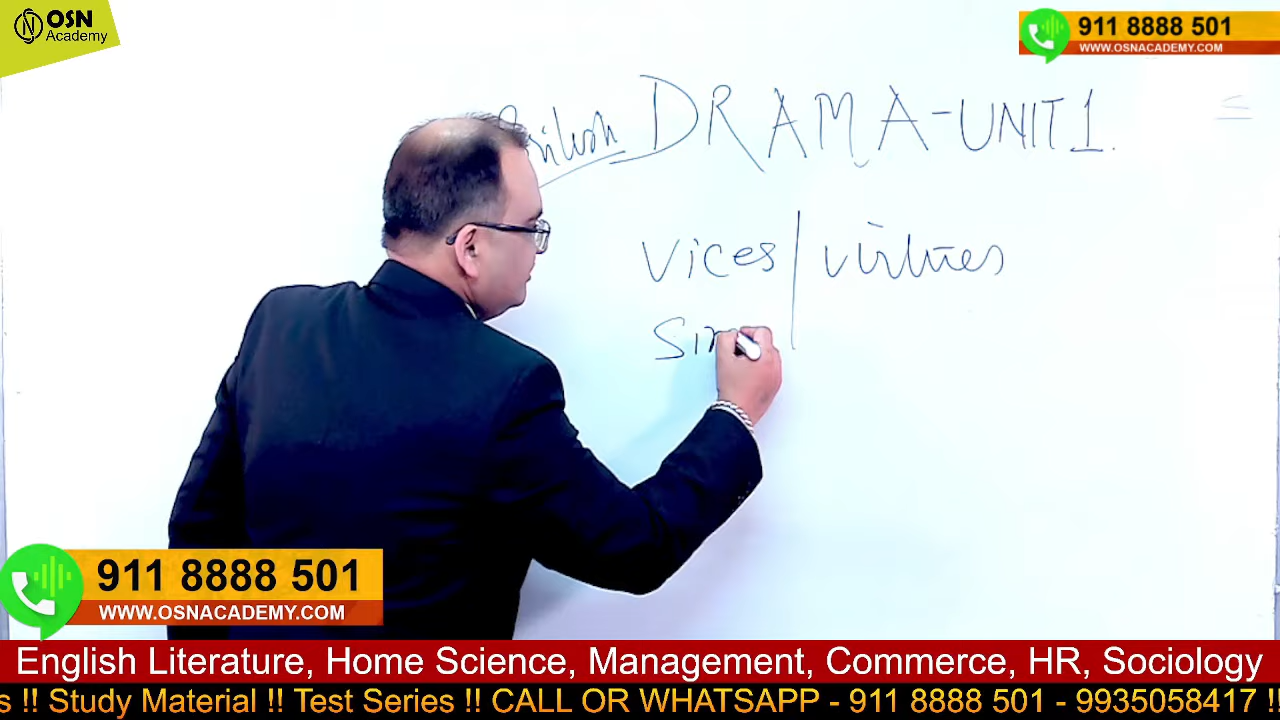 OSN
Academy
911 8888 501
WWW.OSNACADEMY.COM
DRAMA-UNIT 1.
vices / virtues
Sin
911 8888 501
WWW.OSNACADEMY.COM
English Literature, Home Science, Management, Commerce, HR, Sociology
s !! Study Material !! Test Series !! CALL OR WHATSAPP - 911 8888 501 - 9935058417 !!